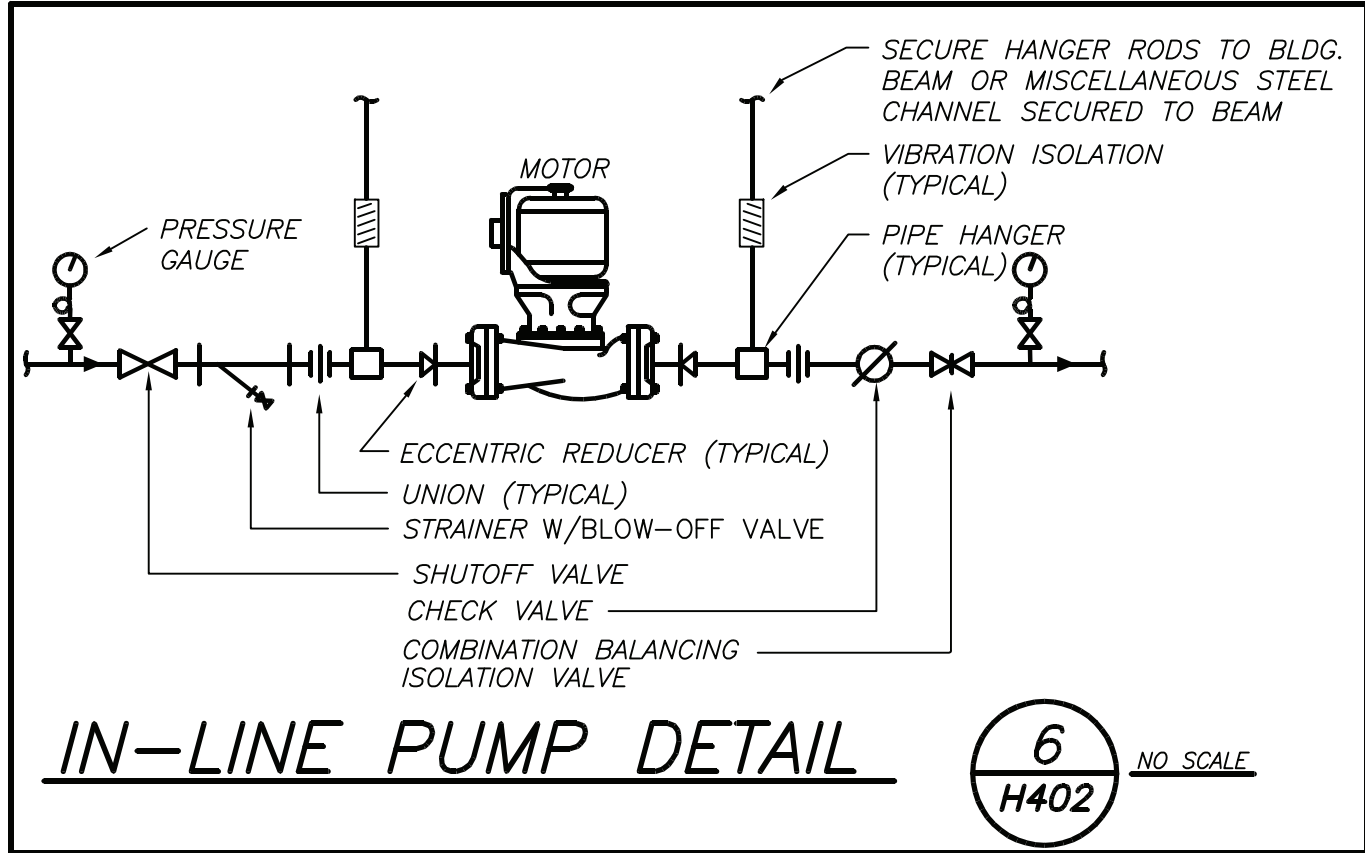 SECURE HANGER RODS TO BLDG.
BEAM OR MISCELLANEOUS STEEL
CHANNEL SECURED TO BEAM
VIBRATION ISOLATION
(TYPICAL)
MOTOR
PRESSURE
GAUGE
PIPE HANGER
(TYPICAL)
ECCENTRIC REDUCER (TYPICAL)
UNION (TYPICAL)
STRAINER W/BLOW-OFF VALVE
SHUTOFF VALVE
CHECK VALVE
COMBINATION BALANCING
ISOLATION VALVE
IN-LINE PUMP DETAIL
6
H402
NO SCALE